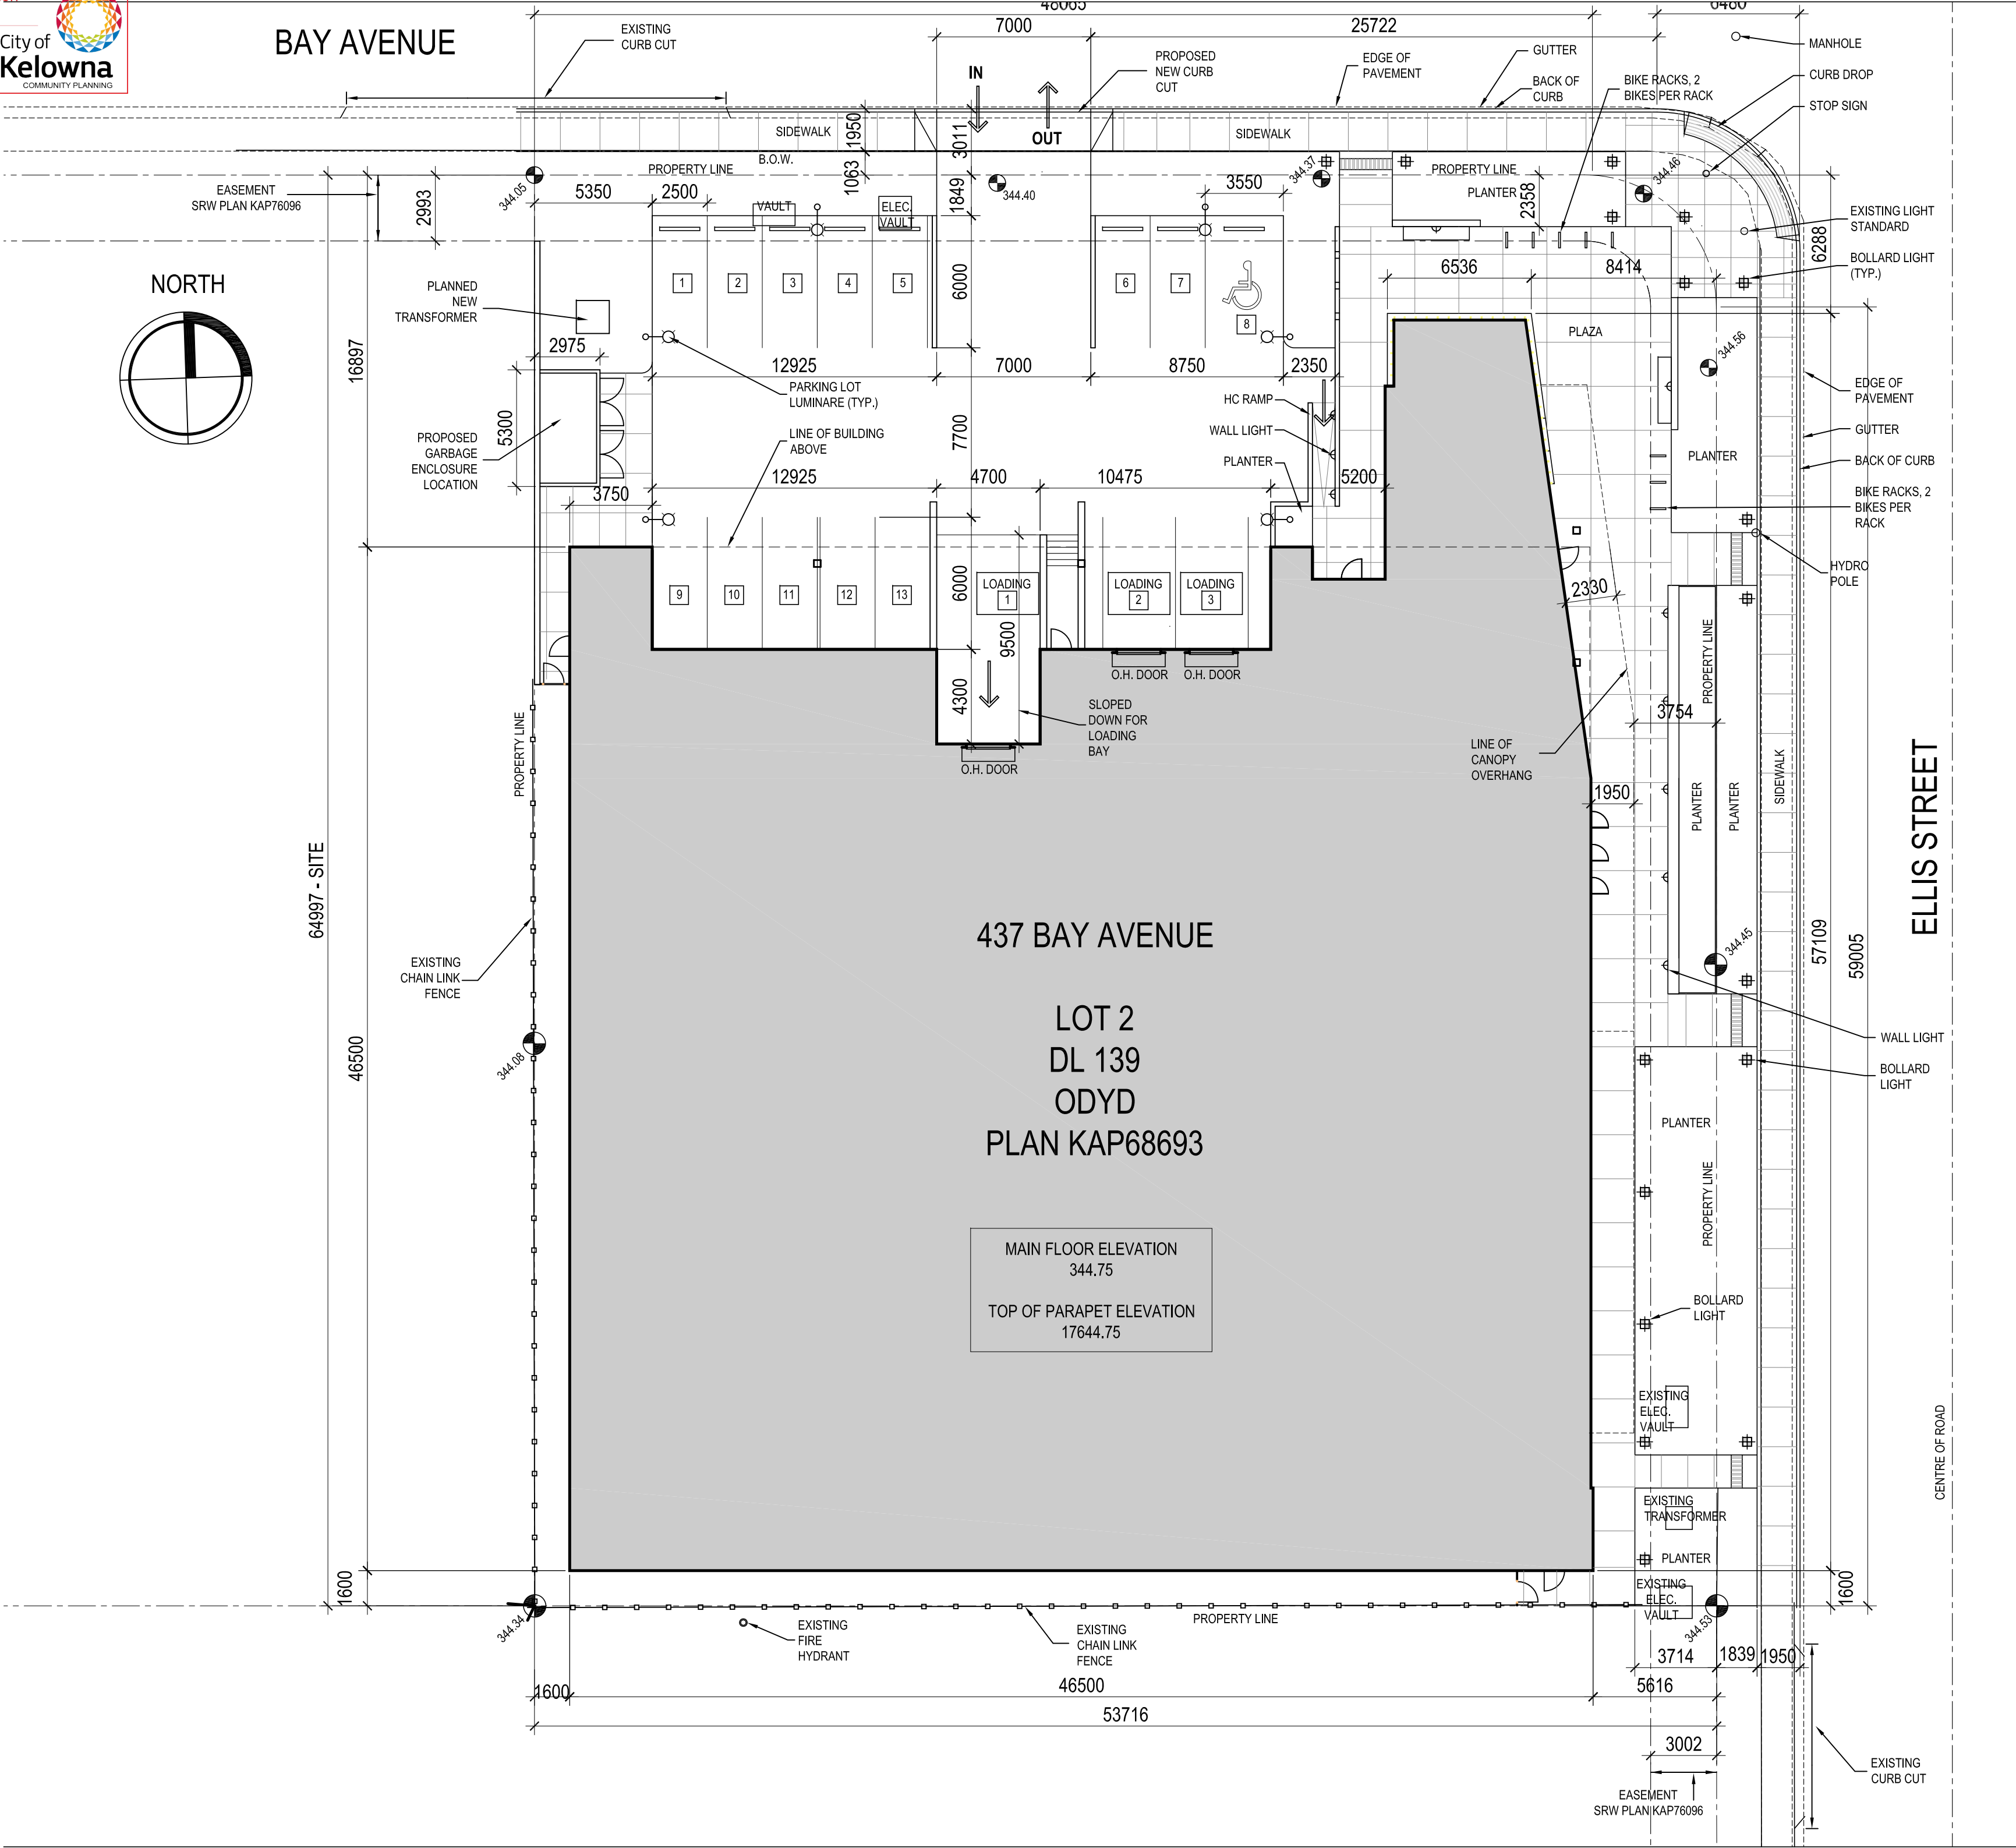 City of
Kelowna
COMMUNITY PLANNING
BAY AVENUE
EXISTING
CURB CUT
48065
7000
25722
6480
IN
OUT
PROPOSED
NEW CURB
CUT
EDGE OF
PAVEMENT
GUTTER
BACK OF
CURB
BIKE RACKS, 2
BIKES PER RACK
MANHOLE
CURB DROP
STOP SIGN
EXISTING LIGHT
STANDARD
BOLLARD LIGHT
(TYP.)
SIDEWALK
1950
3011
SIDEWALK
B.O.W.
PROPERTY LINE
1063
1849
344.40
344.37
PROPERTY LINE
PLANTER
2358
344.46
6288
EASEMENT
SRW PLAN KAP76096
2993
344.05
5350
2500
VAULT
ELEC.
VAULT
3550
NORTH
PLANNED
NEW
TRANSFORMER
1
2
3
4
5
6000
6
7
8
6536
8414
PLAZA
344.56
2975
12925
7000
8750
2350
16897
5300
PARKING LOT
LUMINARE (TYP.)
LINE OF BUILDING
ABOVE
7700
HC RAMP
WALL LIGHT
PLANTER
PROPOSED
GARBAGE
ENCLOSURE
LOCATION
3750
12925
4700
10475
5200
PLANTER
EDGE OF
PAVEMENT
GUTTER
BACK OF CURB
BIKE RACKS, 2
BIKES PER
RACK
HYDRO
POLE
9
10
11
12
13
6000
LOADING
1
LOADING
2
LOADING
3
9500
4300
O.H. DOOR
O.H. DOOR
O.H. DOOR
SLOPED
DOWN FOR
LOADING
BAY
2330
LINE OF
CANOPY
OVERHANG
3754
1950
PROPERTY LINE
PLANTER
PLANTER
SIDEWALK
ELLIS STREET
PROPERTY LINE
64997 - SITE
46500
EXISTING
CHAIN LINK
FENCE
344.08
437 BAY AVENUE
LOT 2
DL 139
ODYD
PLAN KAP68693
MAIN FLOOR ELEVATION
344.75
TOP OF PARAPET ELEVATION
17644.75
344.45
57109
59005
WALL LIGHT
BOLLARD
LIGHT
PLANTER
PROPERTY LINE
BOLLARD
LIGHT
EXISTING
ELEC.
VAULT
CENTRE OF ROAD
EXISTING
TRANSFORMER
PLANTER
EXISTING
ELEC.
VAULT
1600
344.34
EXISTING
FIRE
HYDRANT
EXISTING
CHAIN LINK
FENCE
PROPERTY LINE
344.53
1600
3714
1839
1950
1600
46500
5616
53716
3002
EASEMENT
SRW PLAN KAP76096
EXISTING
CURB CUT